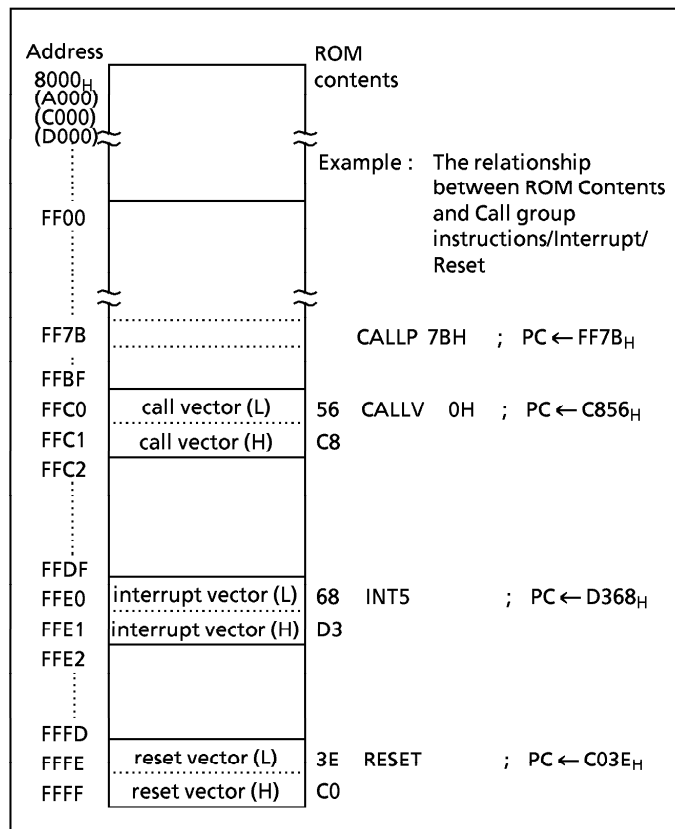 Address ROM
8000H contents
(A000)
(C000)
(D000)
Example : The relationship
between ROM Contents
FF00 and Call group
instructions/Interrupt/
Reset
FF7B CALLP 7BH ; PC ← FF7BH
FFBF
FFC0 call vector (L) 56 CALLV 0H ; PC ← C856H
FFC1 call vector (H) C8
FFC2
FFDF
FFE0 interrupt vector (L) 68 INT5 ; PC ← D368H
FFE1 interrupt vector (H) D3
FFE2
FFFD
FFFE reset vector (L) 3E RESET ; PC ← C03EH
FFFF reset vector (H) C0